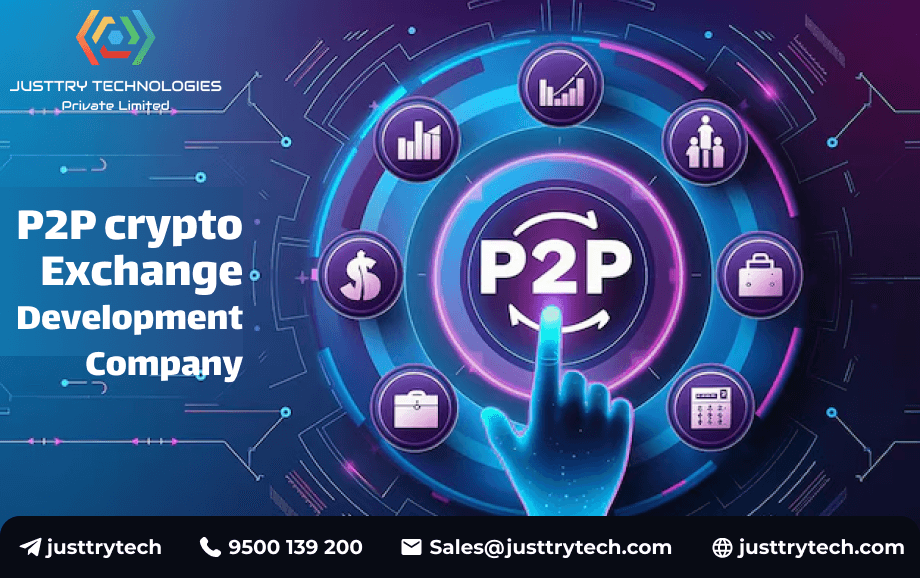 JUSTTRY TECHNOLOGIES
Private Limited
P2P crypto
Exchange
Development
Company
P2P
justtrytech
9500 139 200
Sales@justtrytech.com
justtrytech.com